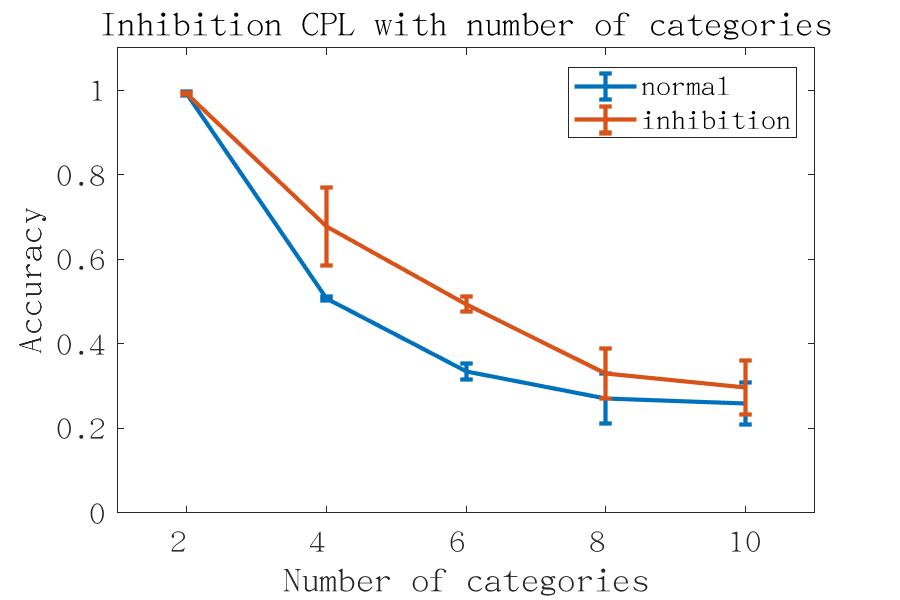 Inhibition CPL with number of categories
normal
inhibition
1
0.8
0.6
0.4
0.2
0
Accuracy
2 4 6 8 10
Number of categories